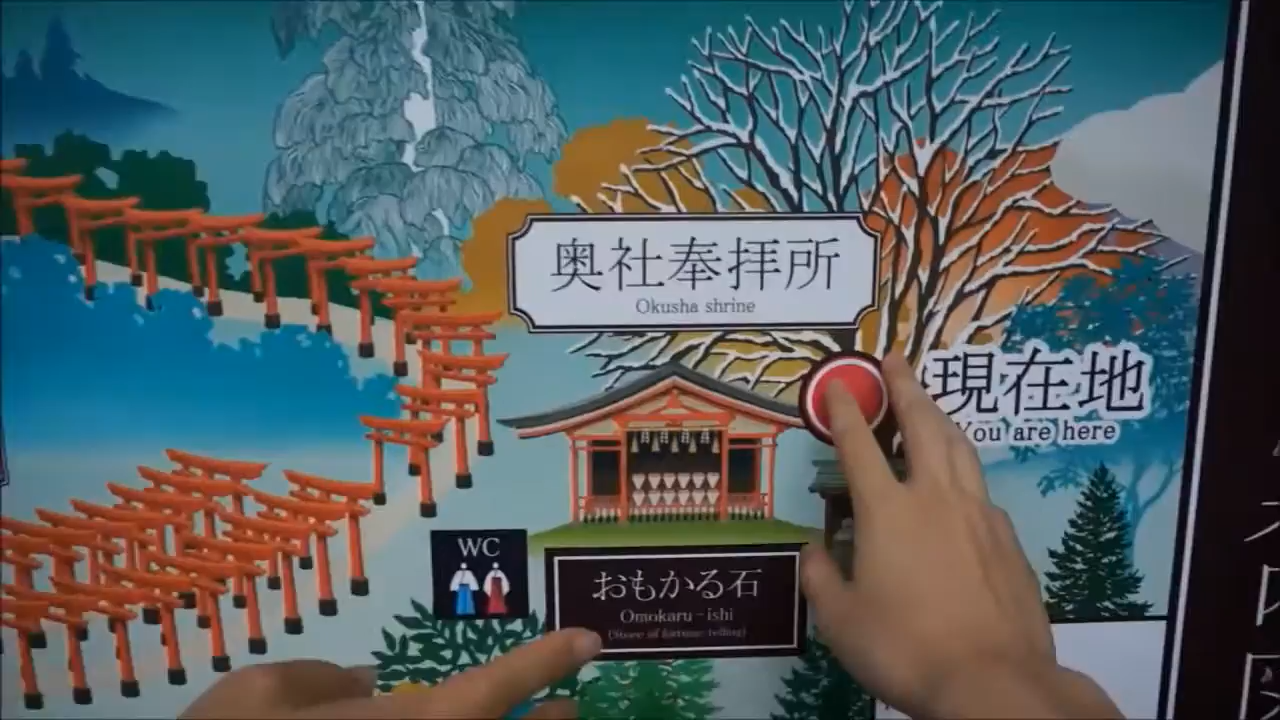 奥社奉拝所
Okusha shrine
現在地
You are here
WC
おもかる石
Omokaru-ishi
(Stone of fortune-telling)
内